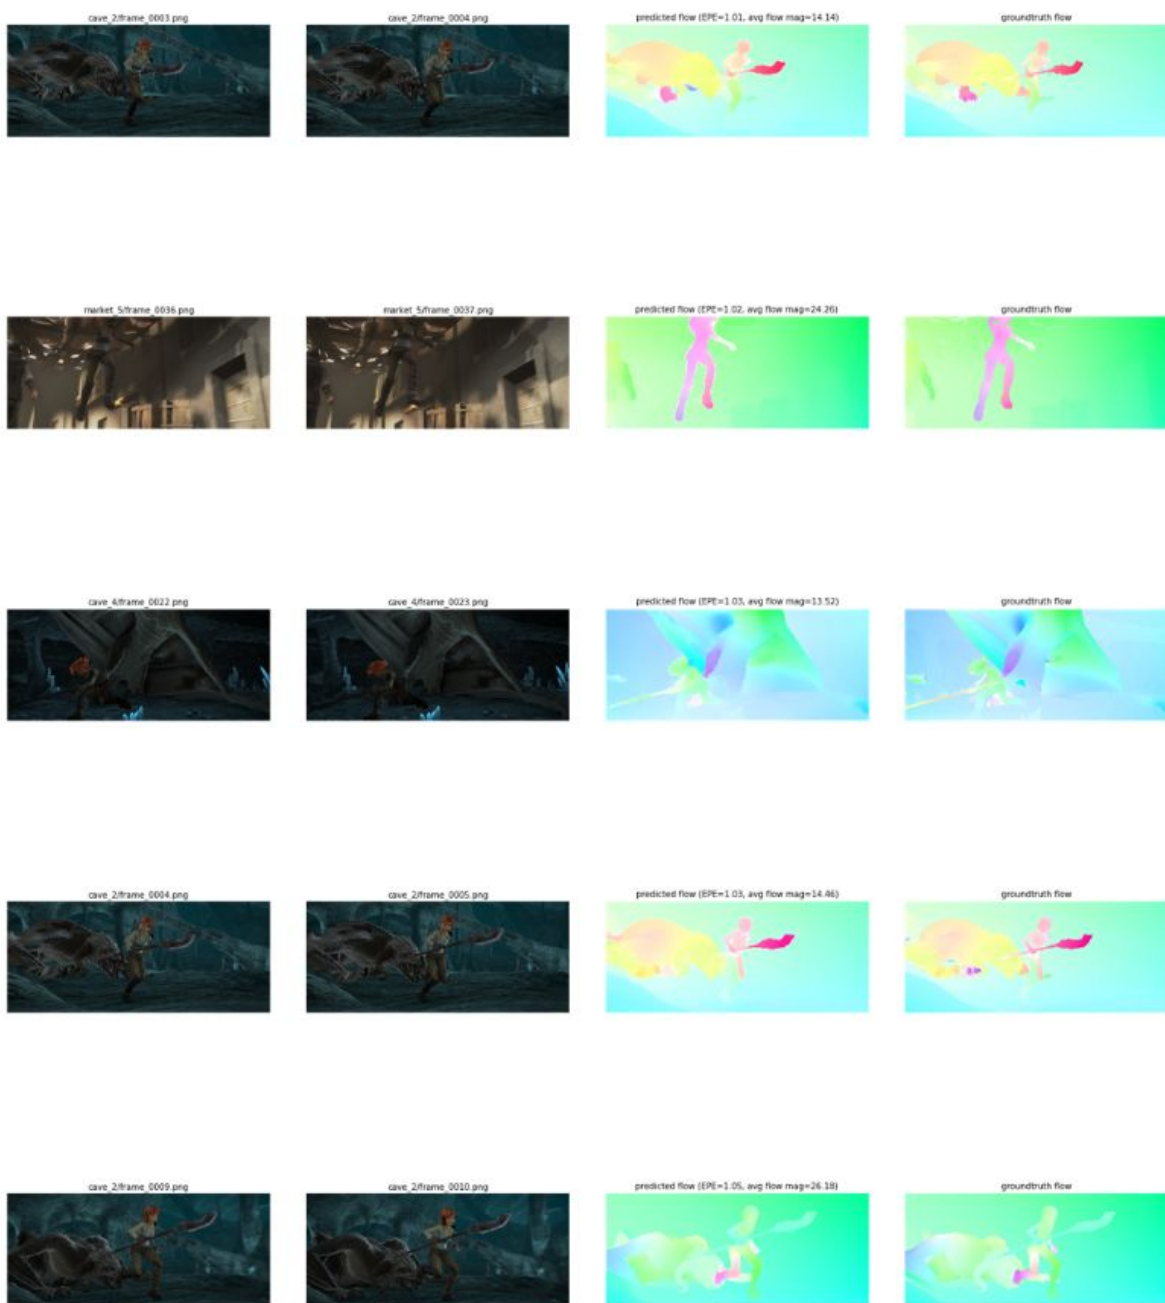 cave_2/frame_0003.png cave_2/frame_0004.png predicted flow (EPE=1.01, avg flow mag=14.14) groundtruth flow
market_5/frame_0036.png market_5/frame_0037.png predicted flow (EPE=1.02, avg flow mag=24.26) groundtruth flow
cave_4/frame_0022.png cave_4/frame_0023.png predicted flow (EPE=1.03, avg flow mag=13.52) groundtruth flow
cave_2/frame_0004.png cave_2/frame_0005.png predicted flow (EPE=1.03, avg flow mag=14.46) groundtruth flow
cave_2/frame_0009.png cave_2/frame_0010.png predicted flow (EPE=1.05, avg flow mag=26.18) groundtruth flow